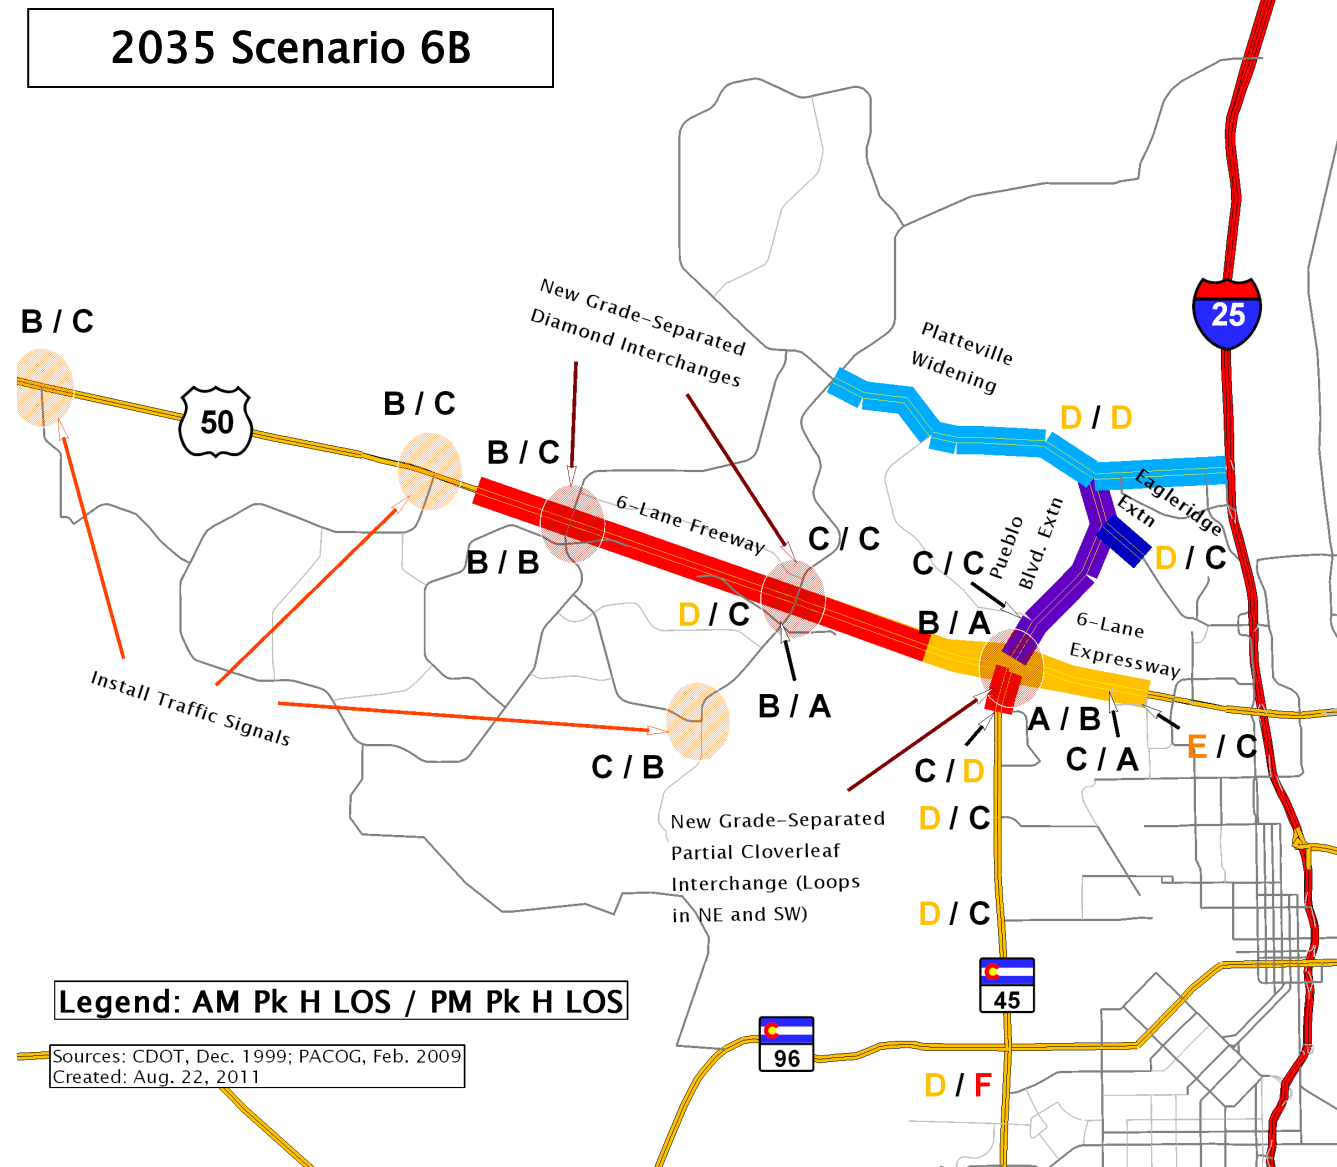 2035 Scenario 6B
25
New Grade-Separated
Diamond Interchanges
B / C
50
B / C
B / C
Platteville
Widening
D / D
Eagleridge
Extn
6-Lane Freeway
C / C
B / B
Pueblo
Blvd. Extn
C / C
D / C
D / C
B / A
6-Lane
Expressway
Install Traffic Signals
B / A
A / B
C / B
C / D
C / A
E / C
New Grade-Separated
Partial Cloverleaf
Interchange (Loops
in NE and SW)
D / C
D / C
45
Legend: AM Pk H LOS / PM Pk H LOS
96
Sources: CDOT, Dec. 1999; PACOG, Feb. 2009
Created: Aug. 22, 2011
D / F